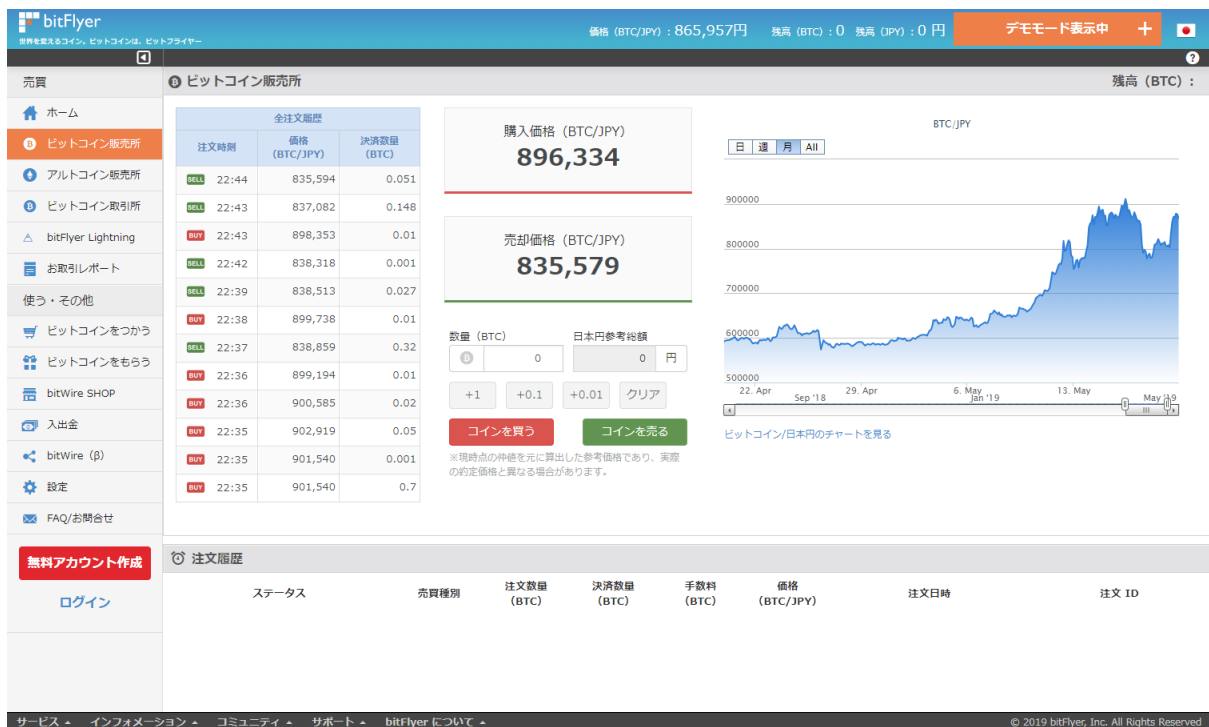 bitFlyer
世界を変えるコイン。ビットコインは、ビットフライヤー
価格 (BTC/JPY) : 865,957円 残高 (BTC) : 0 残高 (JPY) : 0 円
デモモード表示中 +
売買
ホーム
ビットコイン販売所
アルトコイン販売所
ビットコイン取引所
bitFlyer Lightning
お取引レポート
使う・その他
ビットコインをつかう
ビットコインをもらう
bitWire SHOP
入出金
bitWire (β)
設定
FAQ/お問合せ
無料アカウント作成
ログイン
ビットコイン販売所
残高 (BTC) :
全注文履歴
注文時刻 価格 (BTC/JPY) 決済数量 (BTC)
SELL 22:44 835,594 0.051
SELL 22:43 837,082 0.148
BUY 22:43 898,353 0.01
SELL 22:42 838,318 0.001
SELL 22:39 838,513 0.027
BUY 22:38 899,738 0.01
SELL 22:37 838,859 0.32
BUY 22:36 899,194 0.01
BUY 22:36 900,585 0.02
BUY 22:35 902,919 0.05
BUY 22:35 901,540 0.001
BUY 22:35 901,540 0.7
購入価格 (BTC/JPY)
896,334
売却価格 (BTC/JPY)
835,579
数量 (BTC) 日本円参考総額
0 0 円
+1 +0.1 +0.01 クリア
コインを買う コインを売る
※現時点の仲値を元に算出した参考価格であり、実際
の約定価格と異なる場合があります。
BTC/JPY
日 週 月 All
900000
800000
700000
600000
500000
22. Apr 29. Apr 6. May 13. May
Sep '18 Jan '19 May '19
ビットコイン/日本円のチャートを見る
注文履歴
ステータス 売買種別 注文数量 (BTC) 決済数量 (BTC) 手数料 (BTC) 価格 (BTC/JPY) 注文日時 注文 ID
サービス インフォメーション コミュニティ サポート bitFlyer について
© 2019 bitFlyer, Inc. All Rights Reserved